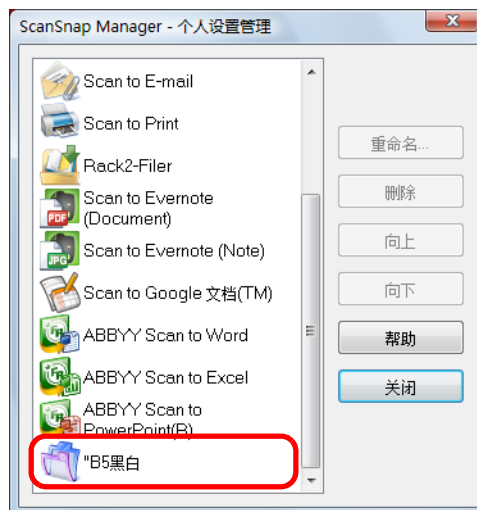 ScanSnap Manager - 个人设置管理
Scan to E-mail
Scan to Print
Rack2-Filer
Scan to Evernote
(Document)
Scan to Evernote (Note)
Scan to Google 文档(TM)
ABBYY Scan to Word
ABBYY Scan to Excel
ABBYY Scan to
PowerPoint(R)
"B5黑白
重命名...
删除
向上
向下
帮助
关闭